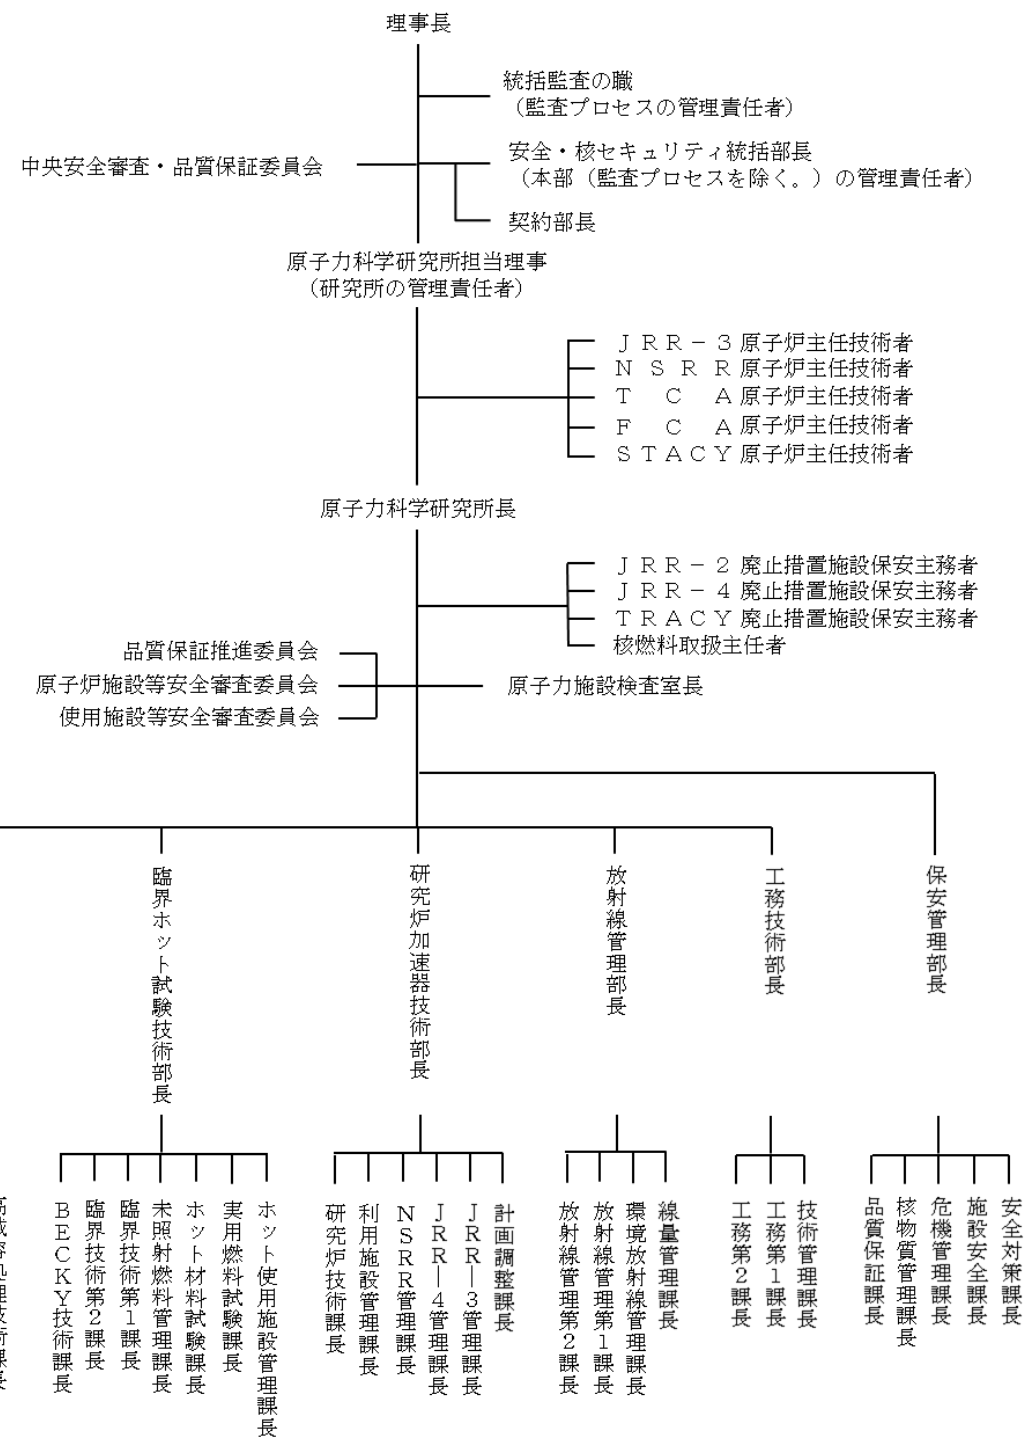 理事長
統括監査の職
（監査プロセスの管理責任者）
中央安全審査・品質保証委員会
安全・核セキュリティ統括部長
（本部（監査プロセスを除く。）の管理責任者）
契約部長
原子力科学研究所担当理事
（研究所の管理責任者）
ＪＲＲ－３原子炉主任技術者
ＮＳＲＲ原子炉主任技術者
ＴＣＡ原子炉主任技術者
ＦＣＡ原子炉主任技術者
ＳＴＡＣＹ原子炉主任技術者
原子力科学研究所長
ＪＲＲ－２廃止措置施設保安主務者
ＪＲＲ－４廃止措置施設保安主務者
ＴＲＡＣＹ廃止措置施設保安主務者
核燃料取扱主任者
品質保証推進委員会
原子炉施設等安全審査委員会
使用施設等安全審査委員会
原子力施設検査室長
保安管理部長
工務技術部長
放射線管理部長
研究炉加速器技術部長
臨界ホット試験技術部長
安全対策課長
施設安全課長
危機管理課長
核物質管理課長
品質保証課長
技術管理課長
工務第１課長
工務第２課長
線量管理課長
環境放射線管理課長
放射線管理第１課長
放射線管理第２課長
計画調整課長
ＪＲＲ－３管理課長
ＪＲＲ－４管理課長
ＮＳＲＲ管理課長
利用施設管理課長
研究炉技術課長
ホット使用施設管理課長
実用燃料試験課長
ホット材料試験課長
未照射燃料管理課長
臨界技術第１課長
臨界技術第２課長
ＢＥＣＫＹ技術課長